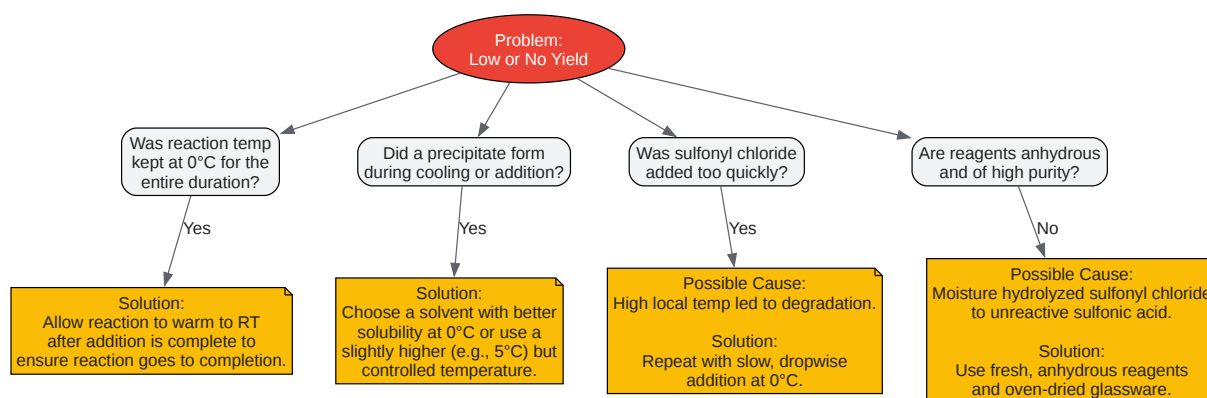 Problem:
Low or No Yield
Was reaction temp
kept at 0°C for the
entire duration?
Did a precipitate form
during cooling or addition?
Was sulfonyl chloride
added too quickly?
Are reagents anhydrous
and of high purity?
Yes
Yes
Yes
No
Solution:
Allow reaction to warm to RT
after addition is complete to
ensure reaction goes to completion.
Solution:
Choose a solvent with better
solubility at 0°C or use a
slightly higher (e.g., 5°C) but
controlled temperature.
Possible Cause:
High local temp led to degradation.
Solution:
Repeat with slow, dropwise
addition at 0°C.
Possible Cause:
Moisture hydrolyzed sulfonyl chloride
to unreactive sulfonic acid.
Solution:
Use fresh, anhydrous reagents
and oven-dried glassware.